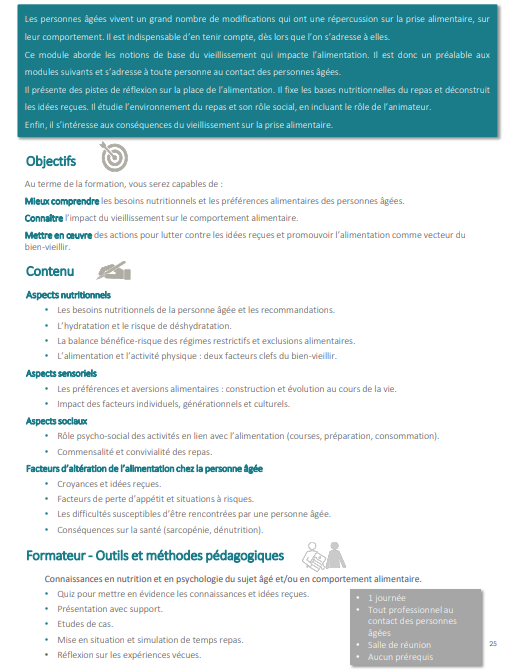 Les personnes âgées vivent un grand nombre de modifications qui ont une répercussion sur la prise alimentaire, sur
leur comportement. Il est indispensable d'en tenir compte, dès lors que l'on s'adresse à elles.
Ce module aborde les notions de base du vieillissement qui impacte l'alimentation. Il est donc un préalable aux
modules suivants et s'adresse à toute personne au contact des personnes âgées.
Il présente des pistes de réflexion sur la place de l'alimentation. Il fixe les bases nutritionnelles du repas et déconstruit
les idées reçues. Il étudie l'environnement du repas et son rôle social, en incluant le rôle de l'animateur.
Enfin, il s'intéresse aux conséquences du vieillissement sur la prise alimentaire.
Objectifs
Au terme de la formation, vous serez capables de :
Mieux comprendre les besoins nutritionnels et les préférences alimentaires des personnes âgées.
Connaître l'impact du vieillissement sur le comportement alimentaire.
Mettre en œuvre des actions pour lutter contre les idées reçues et promouvoir l'alimentation comme vecteur du
bien-vieillir.
Contenu
Aspects nutritionnels
• Les besoins nutritionnels de la personne âgée et les recommandations.
• L'hydratation et le risque de déshydratation.
• La balance bénéfice-risque des régimes restrictifs et exclusions alimentaires.
• L'alimentation et l'activité physique : deux facteurs clefs du bien-vieillir.
Aspects sensoriels
• Les préférences et aversions alimentaires : construction et évolution au cours de la vie.
• Impact des facteurs individuels, générationnels et culturels.
Aspects sociaux
• Rôle psycho-social des activités en lien avec l'alimentation (courses, préparation, consommation).
• Commensalité et convivialité des repas.
Facteurs d'altération de l'alimentation chez la personne âgée
• Croyances et idées reçues.
• Facteurs de perte d'appétit et situations à risques.
• Les difficultés susceptibles d'être rencontrées par une personne âgée.
• Conséquences sur la santé (sarcopénie, dénutrition).
Formateur - Outils et méthodes pédagogiques
Connaissances en nutrition et en psychologie du sujet âgé et/ou en comportement alimentaire.
• Quiz pour mettre en évidence les connaissances et idées reçues.
• Présentation avec support.
• Etudes de cas.
• Mise en situation et simulation de temps repas.
• Réflexion sur les expériences vécues.
• 1 journée
• Tout professionnel au
contact des personnes
âgées
• Salle de réunion
• Aucun prérequis
25